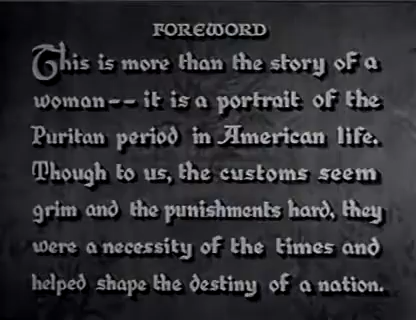 FOREWORD
This is more than the story of a
woman-- it is a portrait of the
Puritan period in American life.
Though to us, the customs seem
grim and the punishments hard, they
were a necessity of the times and
helped shape the destiny of a nation.